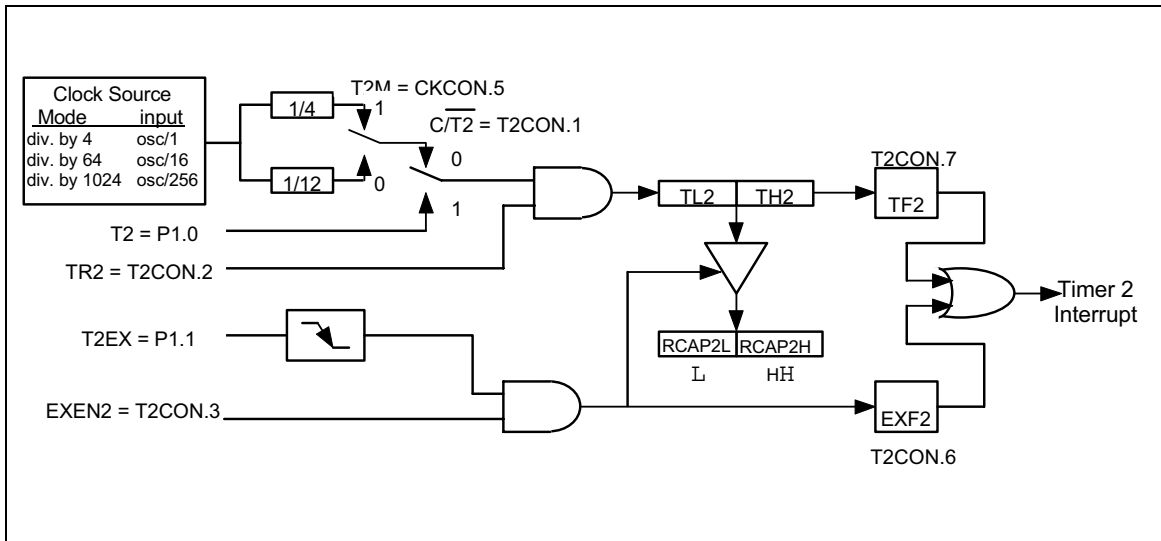 Clock Source
Mode input
div. by 4 osc/1
div. by 64 osc/16
div. by 1024 osc/256
1/4
1/12
T2M = CKCON.5
1
0
C/T2 = T2CON.1
0
1
T2 = P1.0
TR2 = T2CON.2
TL2 TH2
T2CON.7
TF2
T2EX = P1.1
EXEN2 = T2CON.3
RCAP2L RCAP2H
L HH
EXF2
T2CON.6
Timer 2
Interrupt